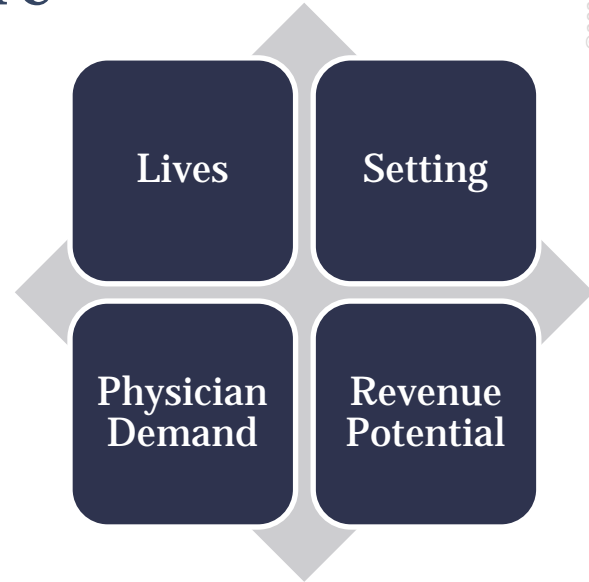 Lives
Setting
Physician
Demand
Revenue
Potential